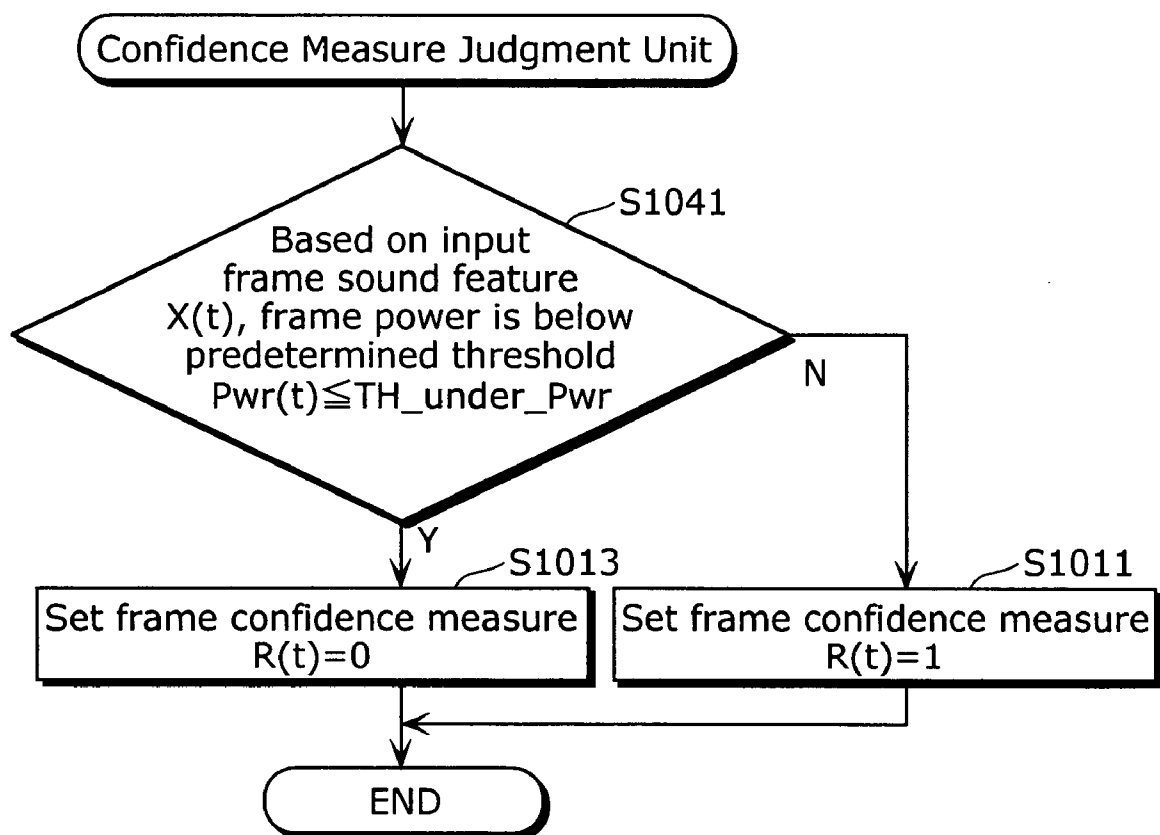 Confidence Measure Judgment Unit
S1041
Based on input
frame sound feature
X(t), frame power is below
predetermined threshold
Pwr(t)≦TH_under_Pwr
N
Y
S1013
S1011
Set frame confidence measure
R(t)=0
Set frame confidence measure
R(t)=1
END